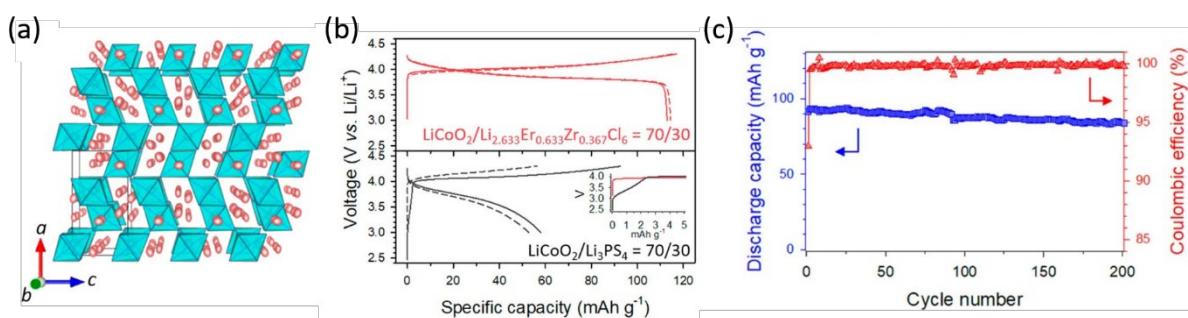 (a)
a
b
c
(b)
Voltage (V vs. Li/Li⁺)
4.5
4.0
3.5
3.0
2.5
LiCoO₂/Li₂.₆₃₃Er₀.₆₃₃Zr₀.₃₆₇Cl₆ = 70/30
4.5
4.0
3.5
3.0
2.5
V
4.0
3.5
3.0
2.5
0 1 2 3 4 5
mAh g⁻¹
LiCoO₂/Li₃PS₄ = 70/30
0 20 40 60 80 100 120
Specific capacity (mAh g⁻¹)
(c)
Discharge capacity (mAh g⁻¹)
100
50
0
100
95
90
85
Coulombic efficiency (%)
0 50 100 150 200
Cycle number